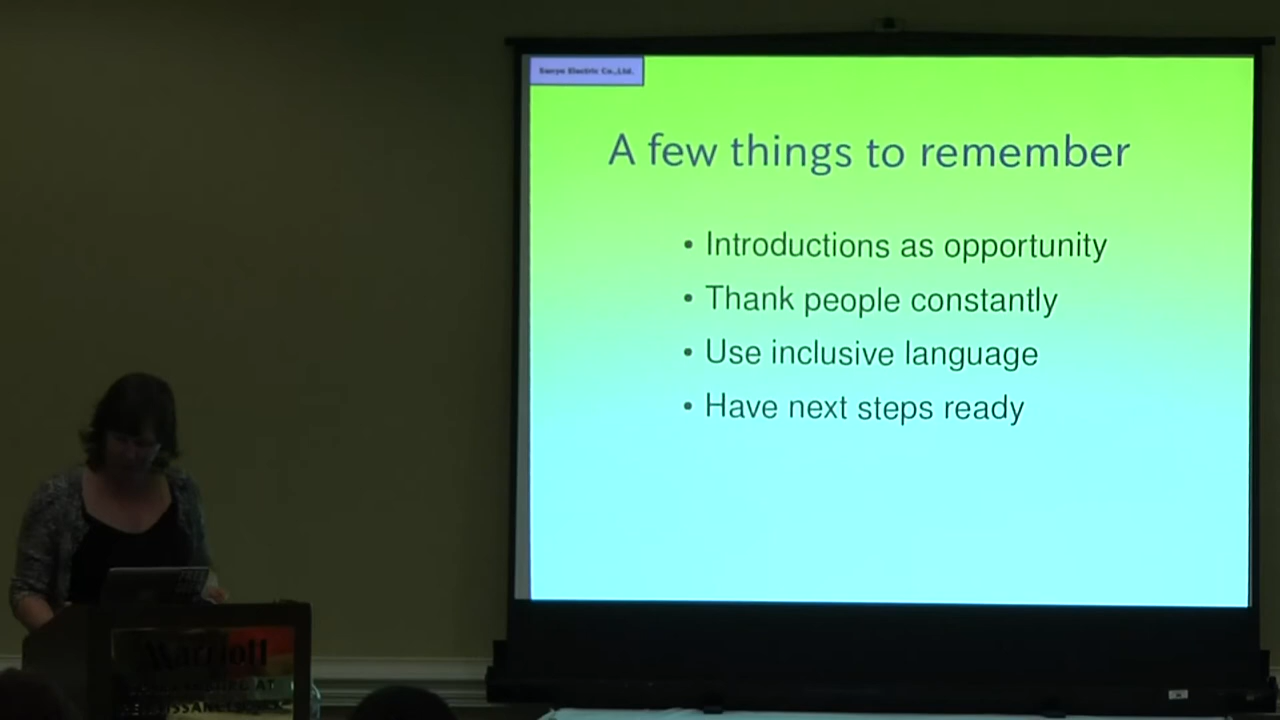 Sanyo Electric Co.,Ltd.
A few things to remember
• Introductions as opportunity
• Thank people constantly
• Use inclusive language
• Have next steps ready
Marriott
AT